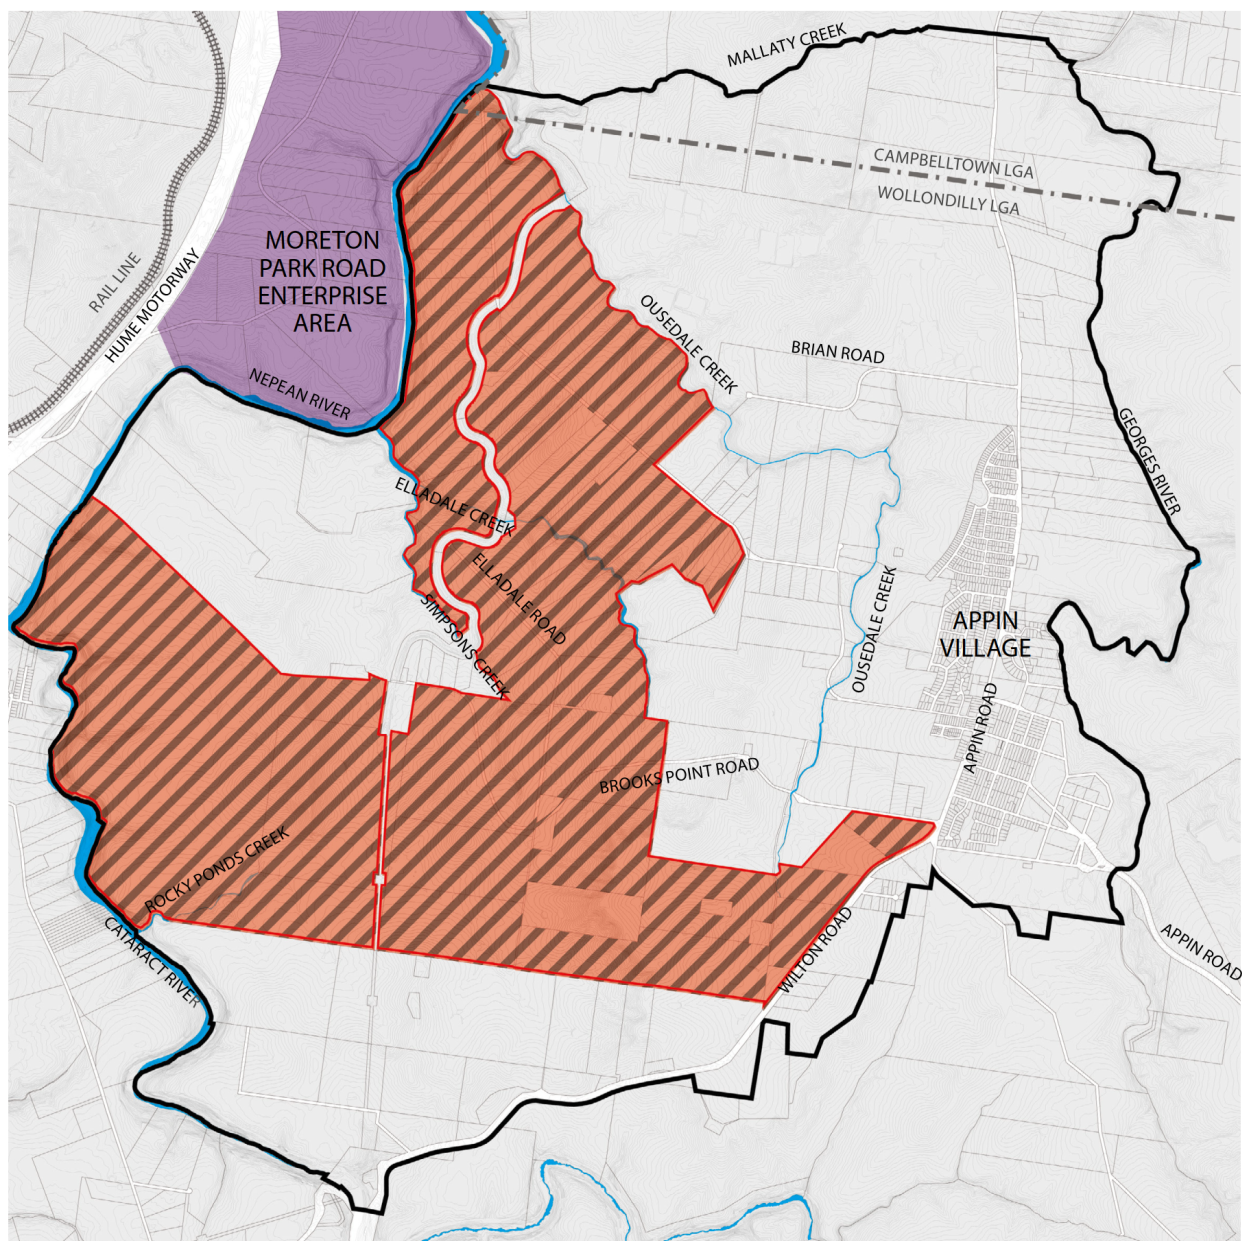 MALLATY CREEK
CAMPBELLTOWN LGA
WOLLONDILLY LGA
MORETON
PARK ROAD
ENTERPRISE
AREA
RAIL LINE
HUME MOTORWAY
OUSEDALE CREEK
BRIAN ROAD
NEPEAN RIVER
GEORGES RIVER
ELLADALE CREEK
ELLADALE ROAD
SIMPSONS CREEK
OUSEDALE CREEK
APPIN
VILLAGE
APPIN ROAD
BROOKS POINT ROAD
ROCKY PONDS CREEK
CATARACT RIVER
WILTON ROAD
APPIN ROAD